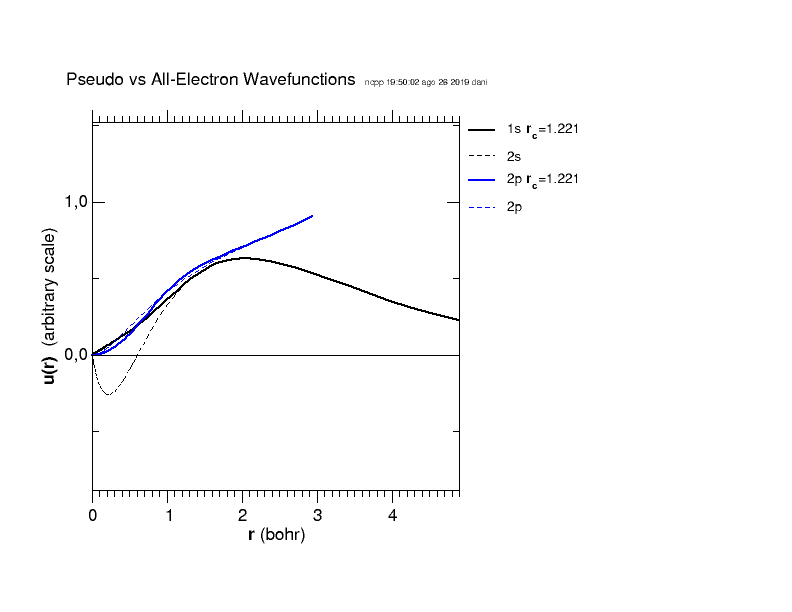 Pseudo vs All-Electron Wavefunctions ncpp 19:50:02 ago 26 2019 dani
1s rc=1.221
2s
2p rc=1.221
2p
1,0
0,0
u(r) (arbitrary scale)
0 1 2 3 4
r (bohr)